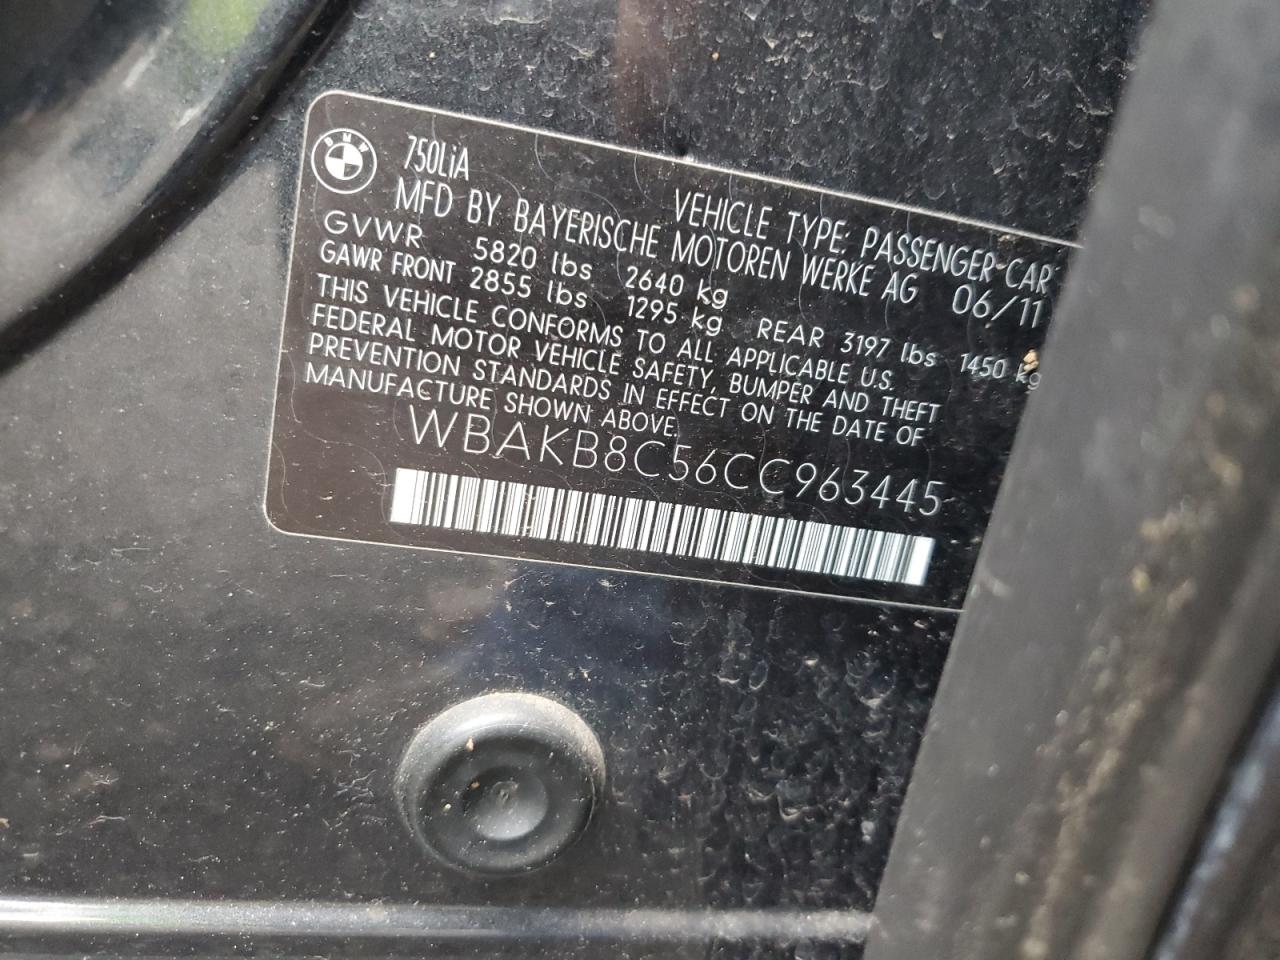 BMW
750LiA
VEHICLE TYPE: PASSENGER CAR
MFD BY BAYERISCHE MOTOREN WERKE AG 06/11
GVWR 5820 lbs 2640 kg
GAWR FRONT 2855 lbs 1295 kg REAR 3197 lbs 1450 kg
THIS VEHICLE CONFORMS TO ALL APPLICABLE U.S.
FEDERAL MOTOR VEHICLE SAFETY, BUMPER AND THEFT
PREVENTION STANDARDS IN EFFECT ON THE DATE OF
MANUFACTURE SHOWN ABOVE.
WBAKB8C56CC963445